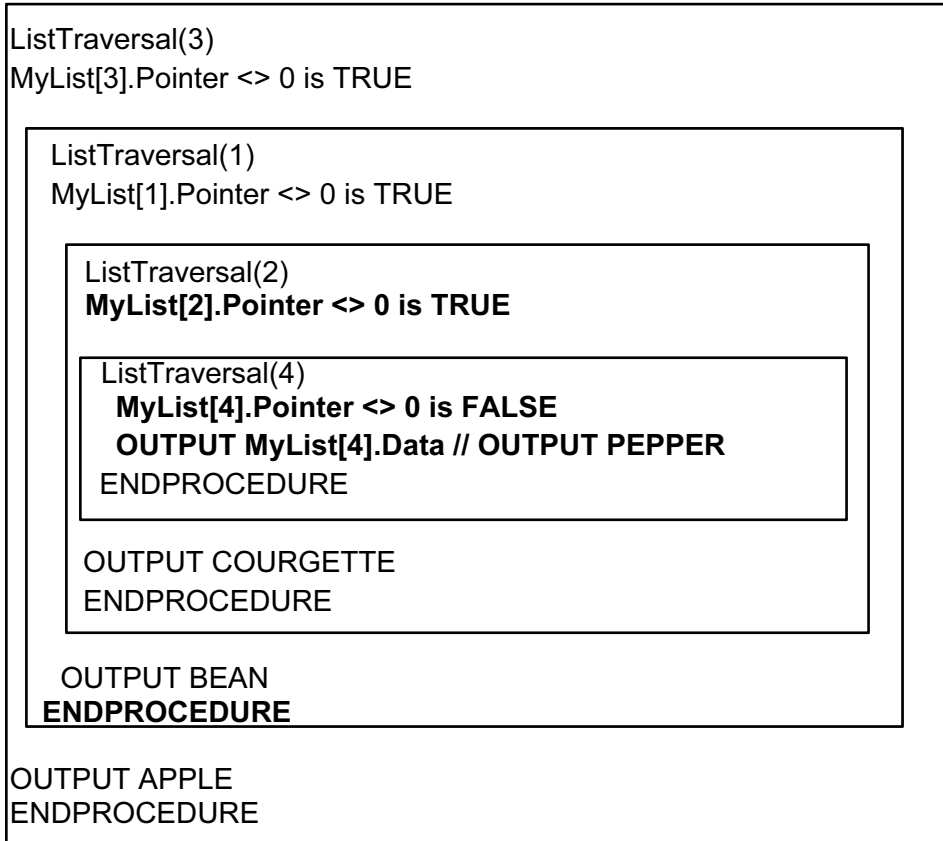 ListTraversal(3)
MyList[3].Pointer <> 0 is TRUE
ListTraversal(1)
MyList[1].Pointer <> 0 is TRUE
ListTraversal(2)
MyList[2].Pointer <> 0 is TRUE
ListTraversal(4)
MyList[4].Pointer <> 0 is FALSE
OUTPUT MyList[4].Data // OUTPUT PEPPER
ENDPROCEDURE
OUTPUT COURGETTE
ENDPROCEDURE
OUTPUT BEAN
ENDPROCEDURE
OUTPUT APPLE
ENDPROCEDURE